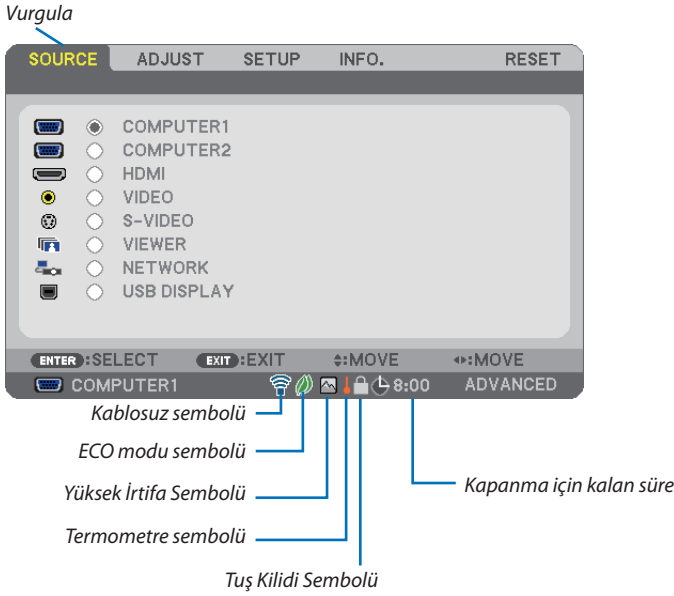 Vurgula
SOURCE ADJUST SETUP INFO. RESET
COMPUTER1
COMPUTER2
HDMI
VIDEO
S-VIDEO
VIEWER
NETWORK
USB DISPLAY
ENTER :SELECT EXIT :EXIT :MOVE :MOVE
COMPUTER1 8:00 ADVANCED
Kablosuz sembolü
ECO modu sembolü
Yüksek İrtifa Sembolü
Kapanma için kalan süre
Termometre sembolü
Tuş Kilidi Sembolü